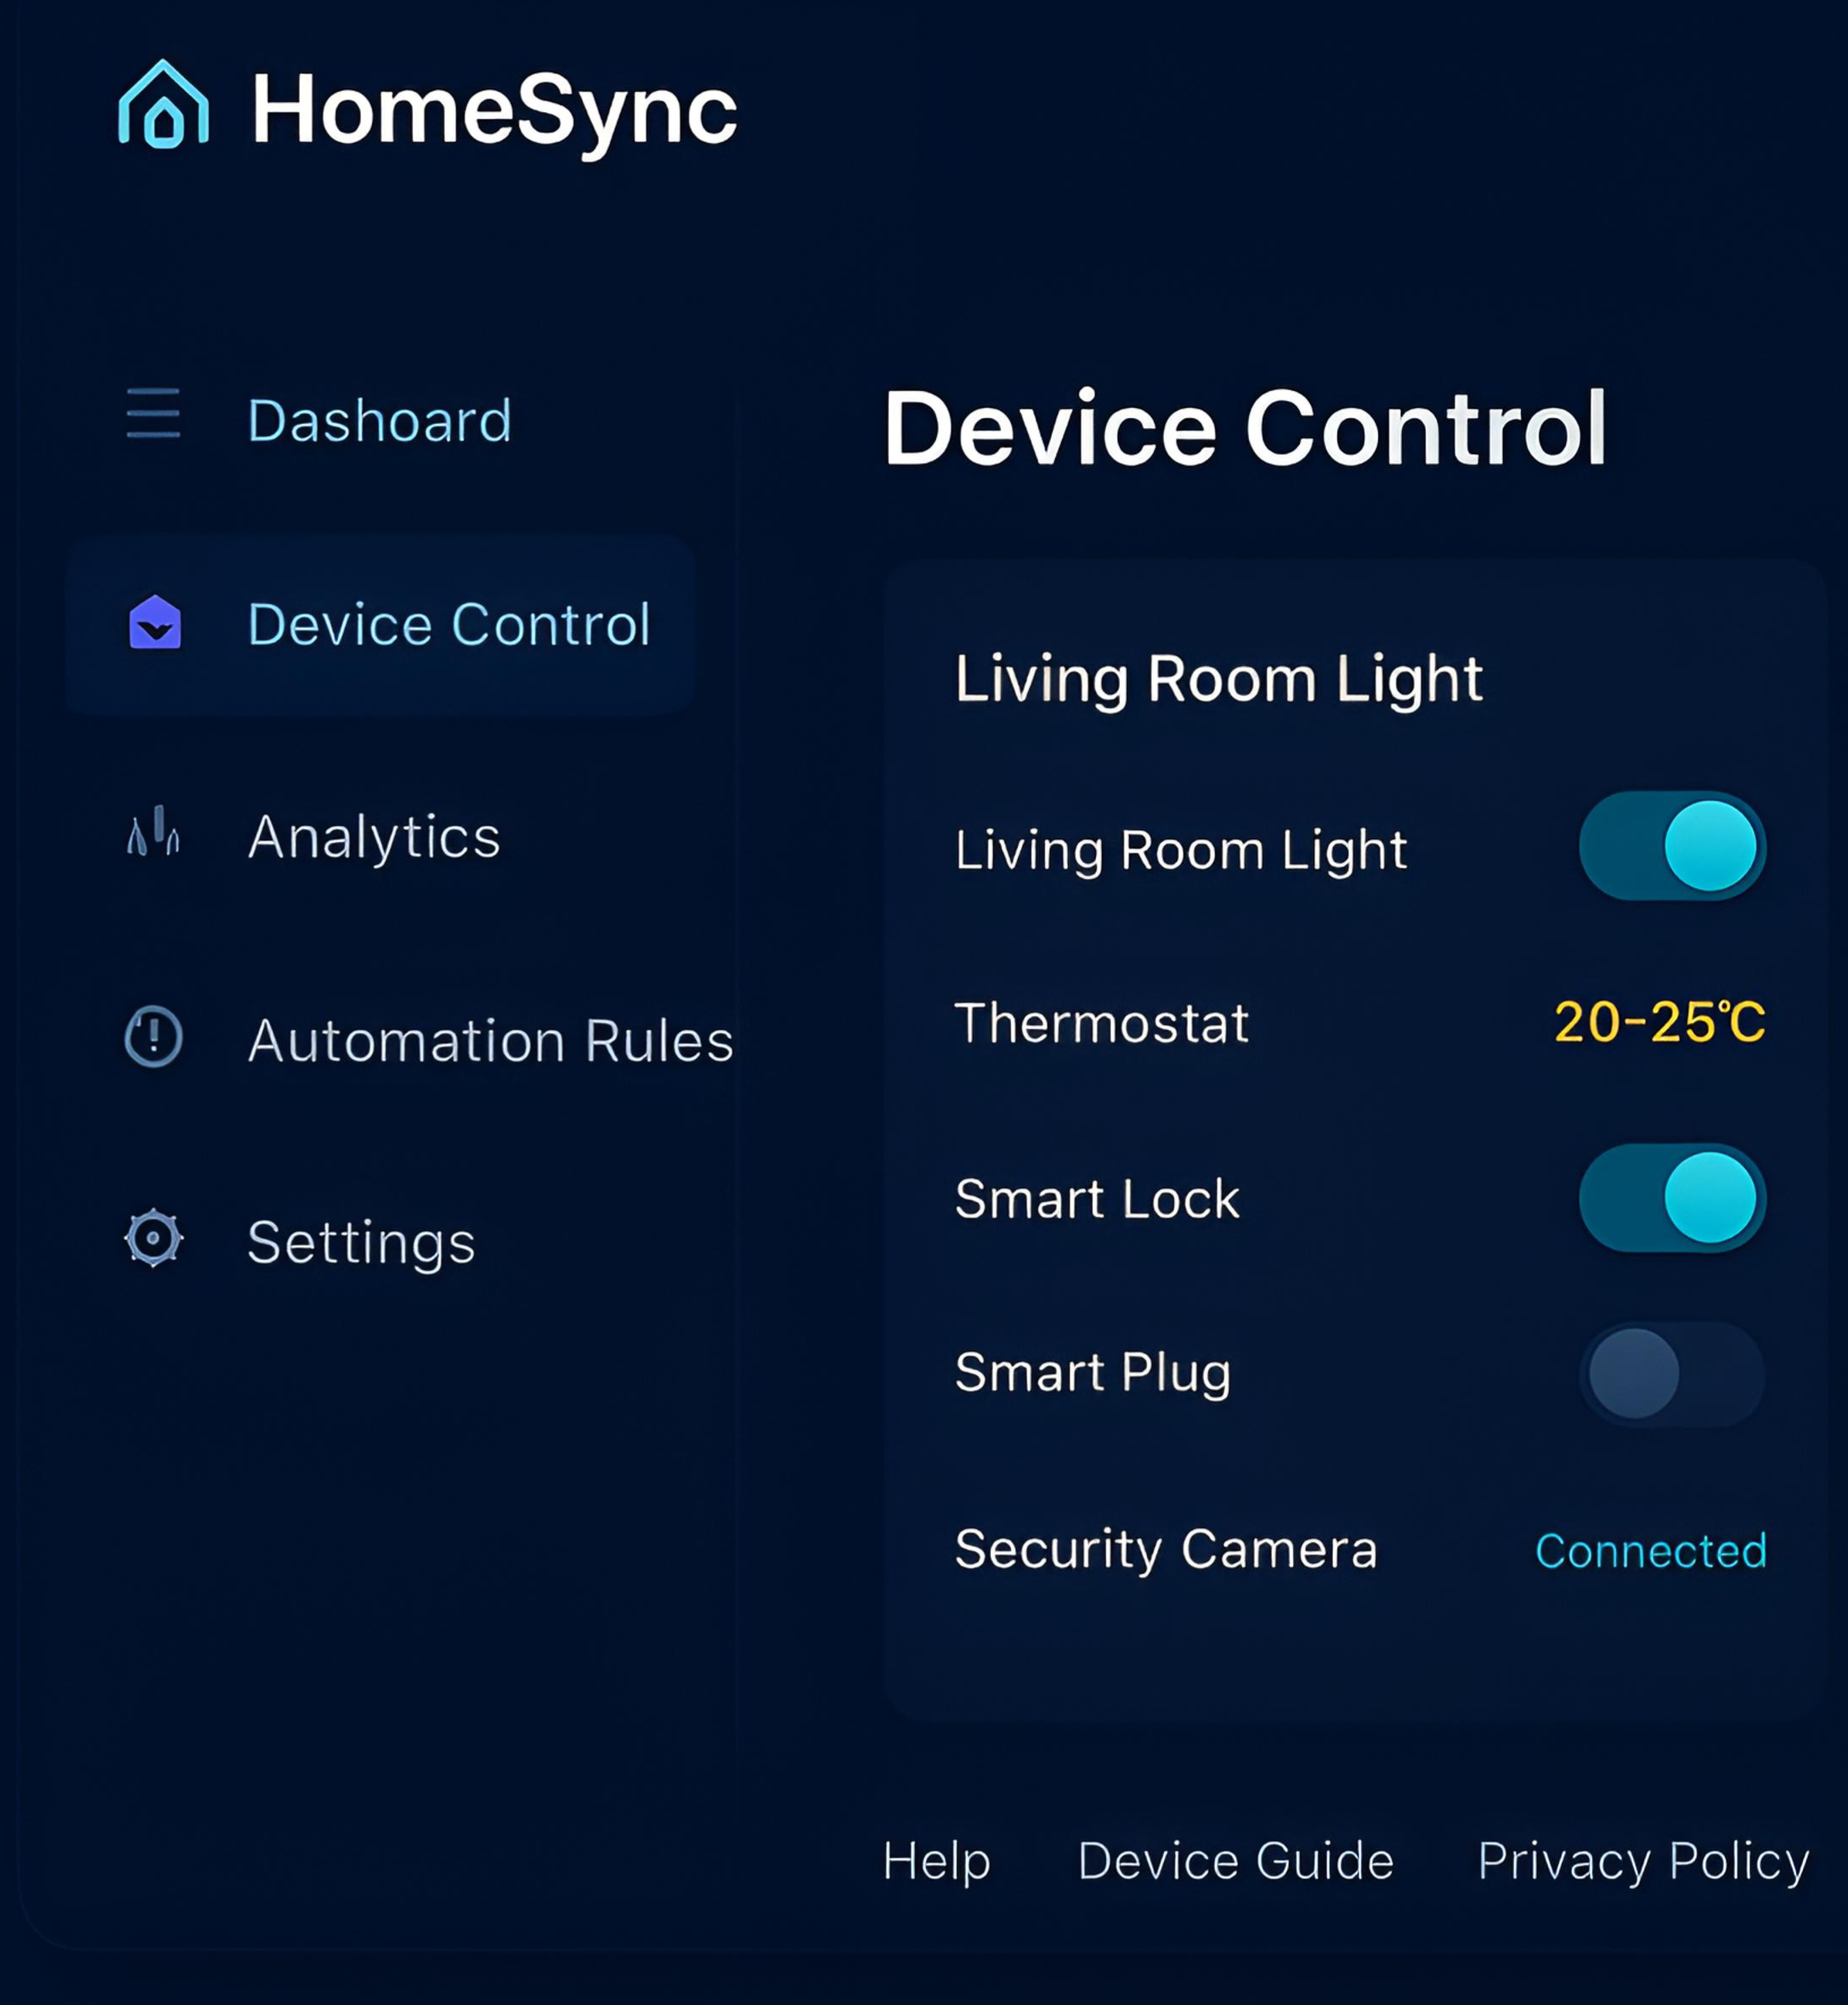 HomeSync
Dashoard
Device Control
Analytics
Automation Rules
Settings
Device Control
Living Room Light
Living Room Light
Thermostat 20-25°C
Smart Lock
Smart Plug
Security Camera Connected
Help Device Guide Privacy Policy